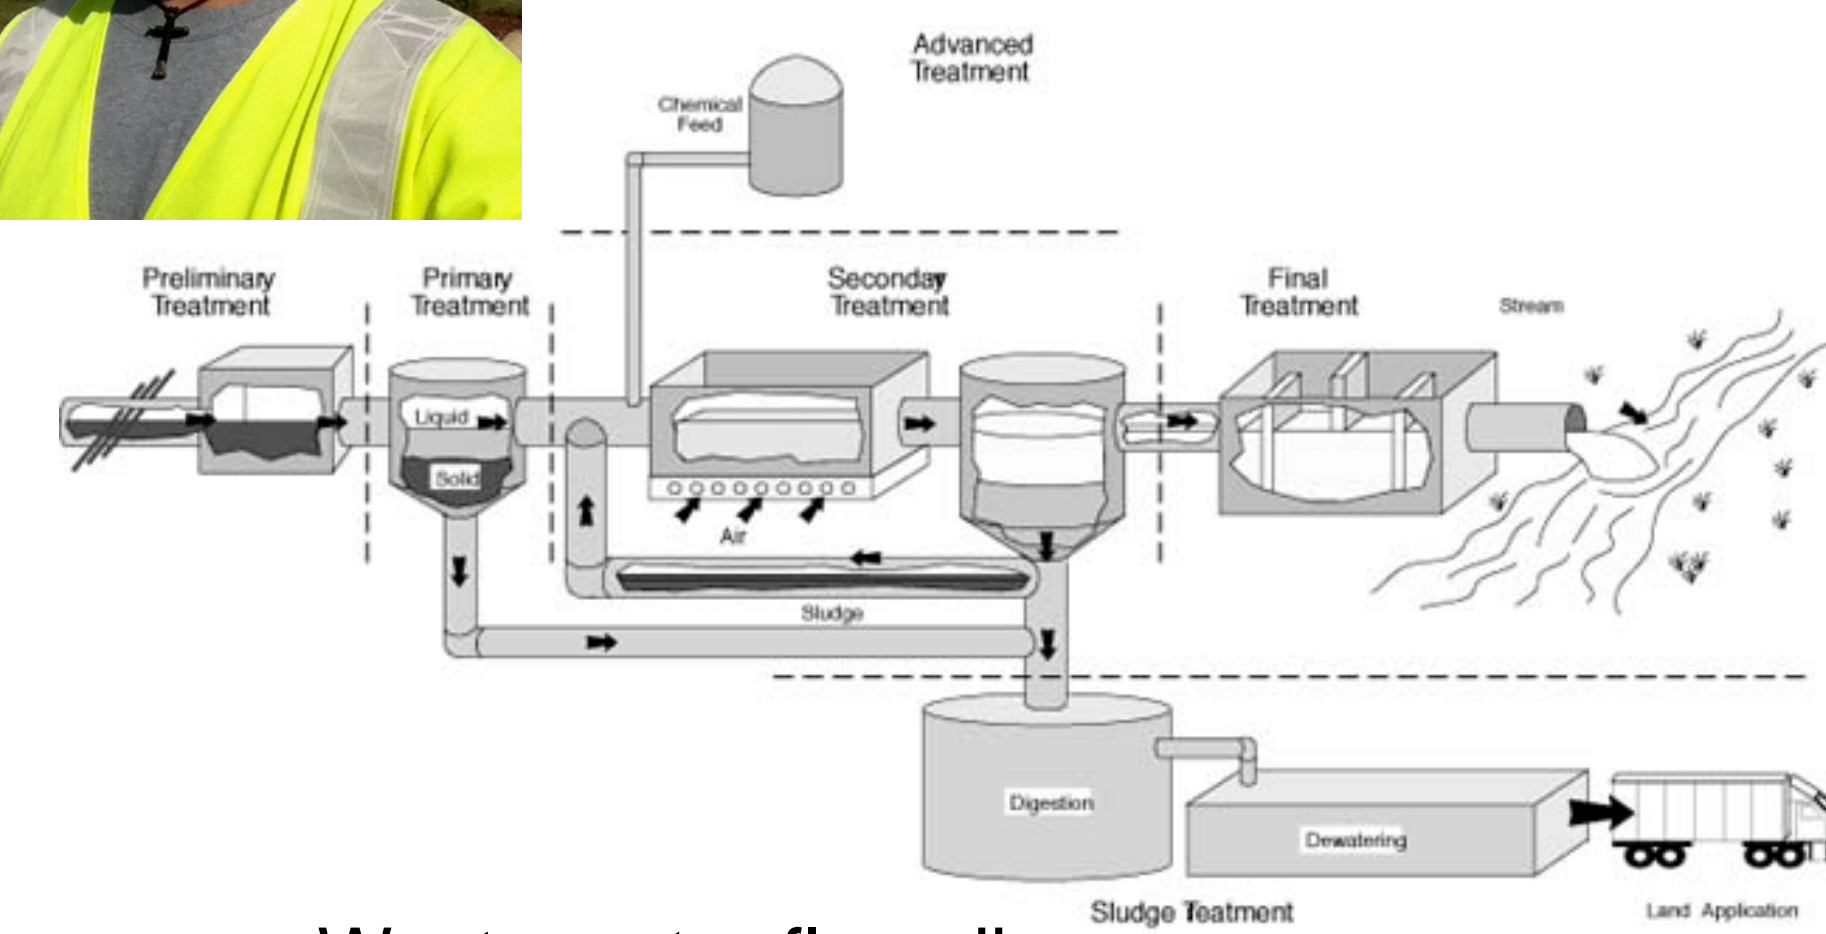 Advanced
Treatment
Chemical
Feed
Preliminary
Treatment
Primary
Treatment
Seconday
Treatment
Final
Treatment
Stream
Liquid
Solid
Air
Sludge
Digestion
Dewatering
Sludge Teatment
Land Application